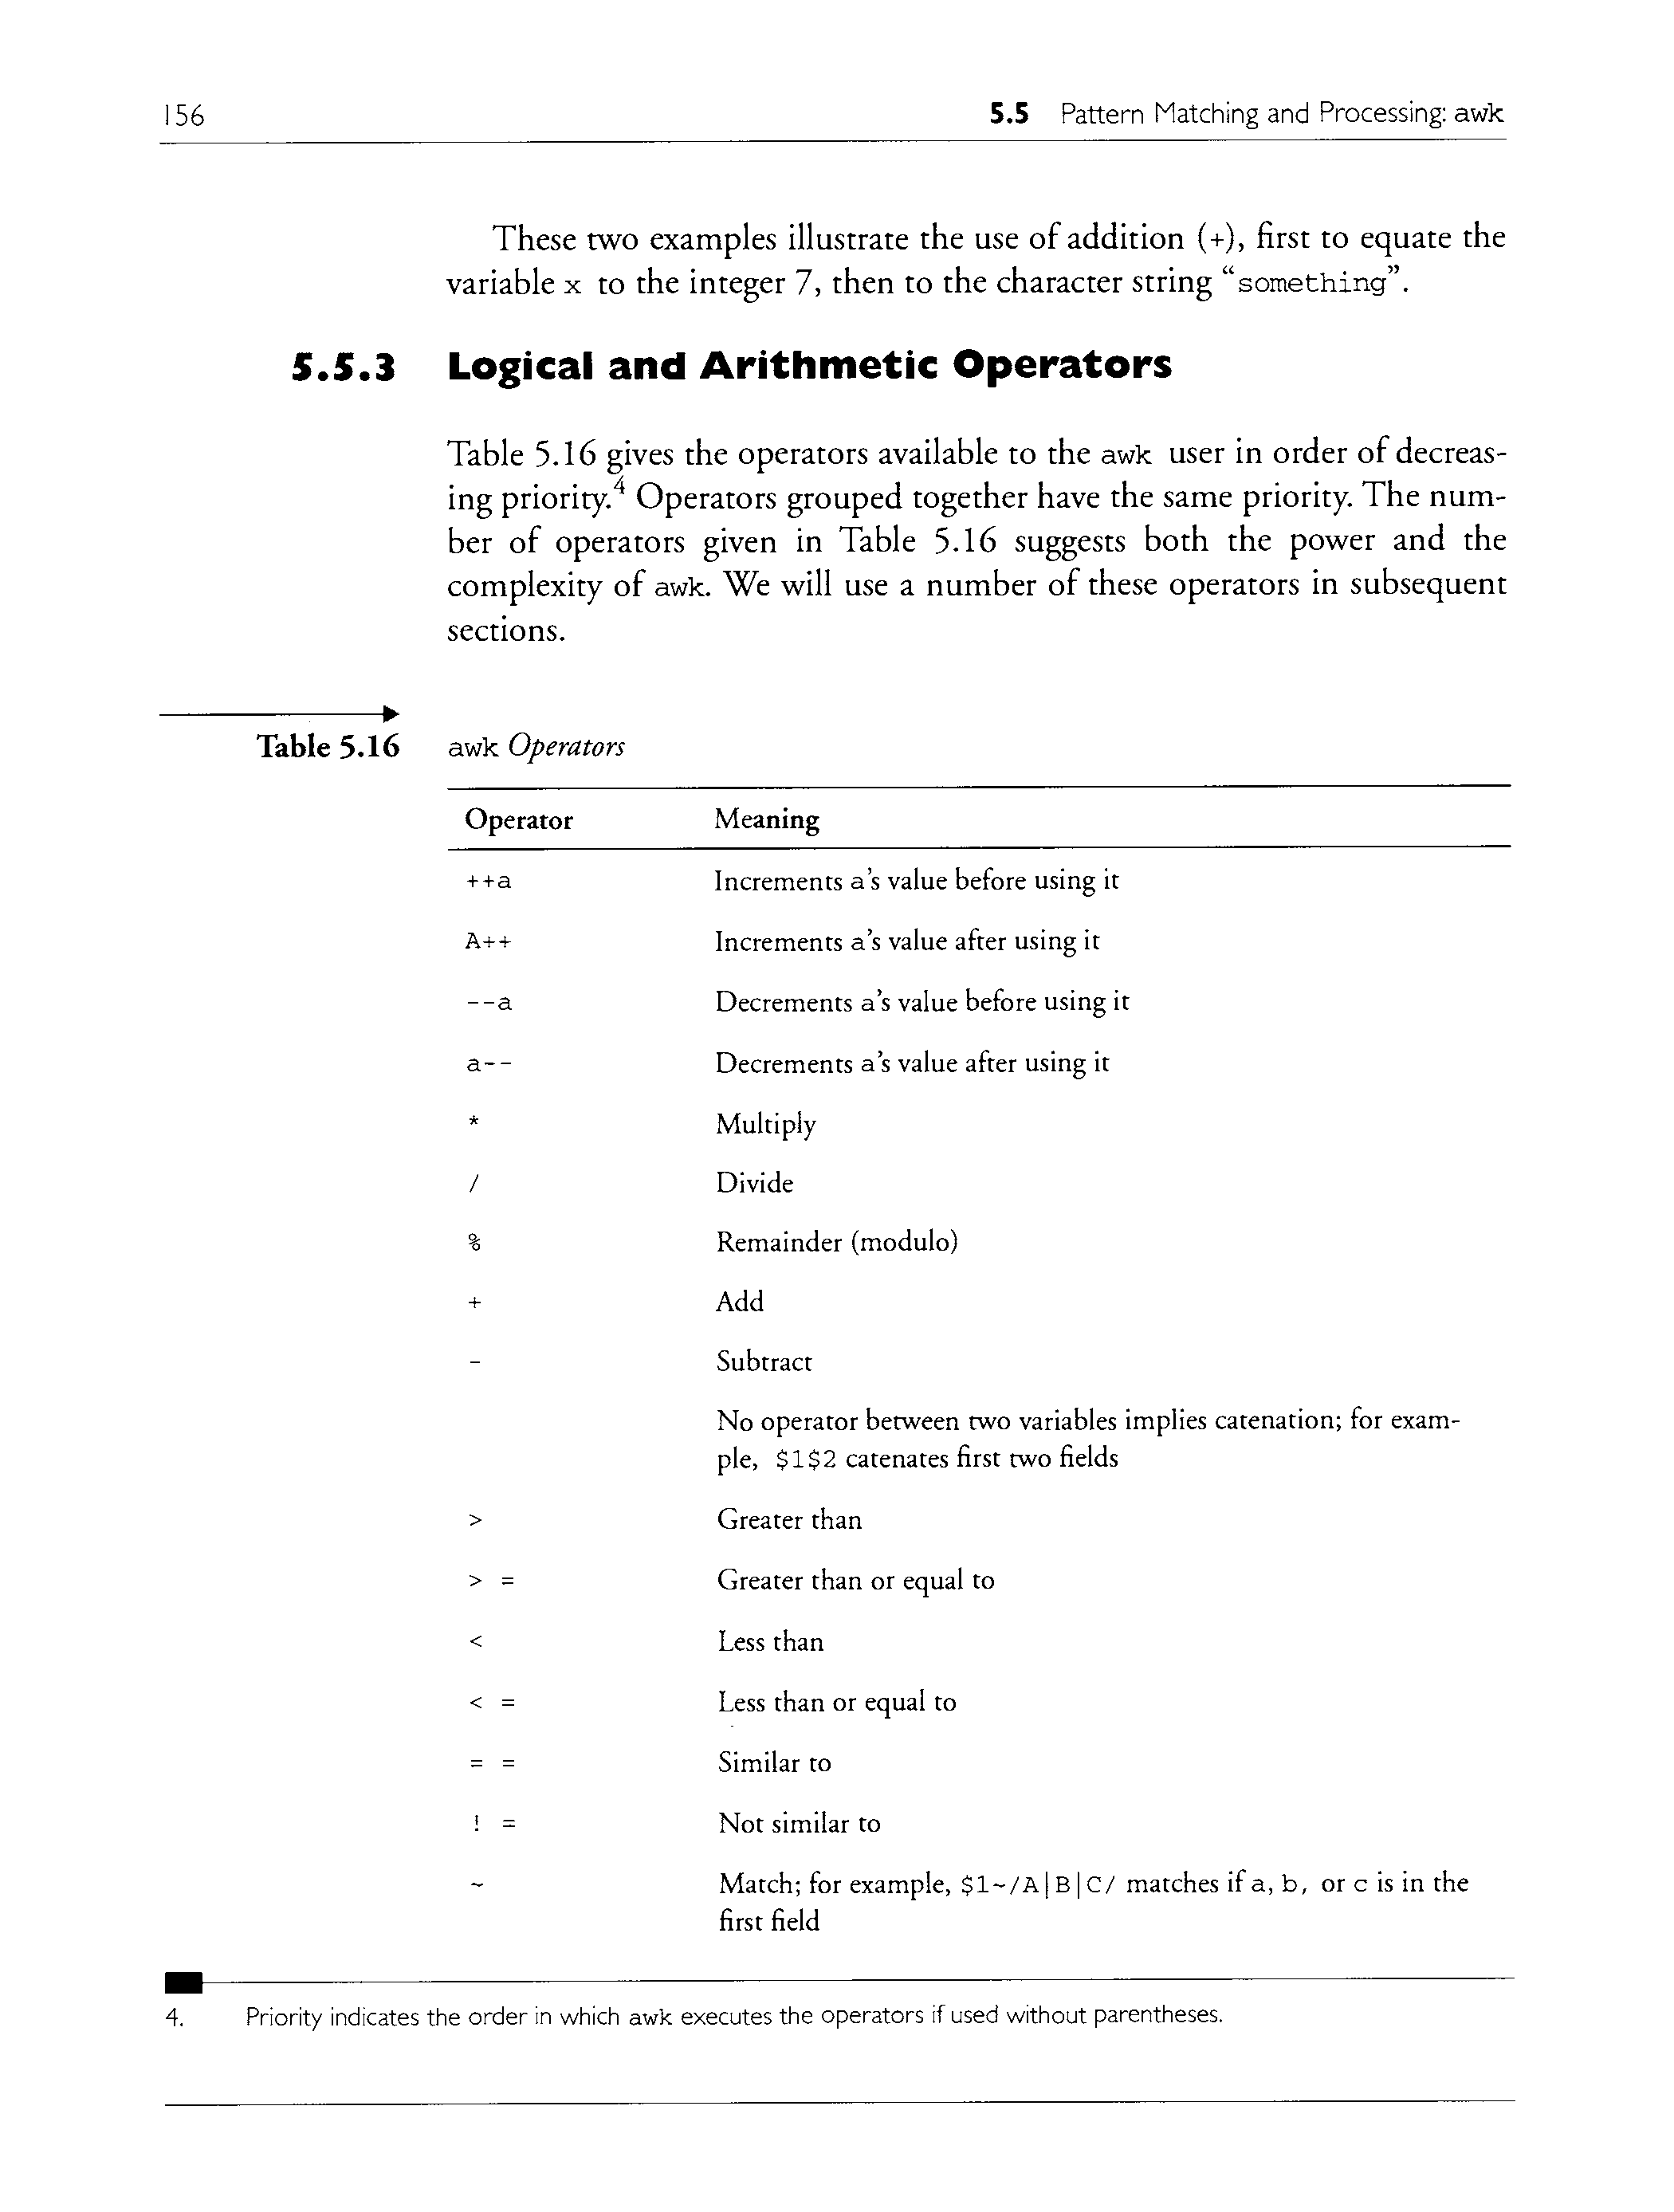 156
5.5 Pattern Matching and Processing: awk
These two examples illustrate the use of addition (+), first to equate the
variable x to the integer 7, then to the character string “something”.
5.5.3 Logical and Arithmetic Operators
Table 5.16 gives the operators available to the awk user in order of decreas-
ing priority.4 Operators grouped together have the same priority. The num-
ber of operators given in Table 5.16 suggests both the power and the
complexity of awk. We will use a number of these operators in subsequent
sections.
Table 5.16 awk Operators
Operator Meaning
++a Increments a’s value before using it
A++ Increments a’s value after using it
--a Decrements a’s value before using it
a-- Decrements a’s value after using it
* Multiply
/ Divide
% Remainder (modulo)
+ Add
- Subtract
No operator between two variables implies catenation; for exam-
ple, $1$2 catenates first two fields
> Greater than
> = Greater than or equal to
< Less than
< = Less than or equal to
= = Similar to
! = Not similar to
~ Match; for example, $1~/A|B|C/ matches if a, b, or c is in the
first field
4. Priority indicates the order in which awk executes the operators if used without parentheses.